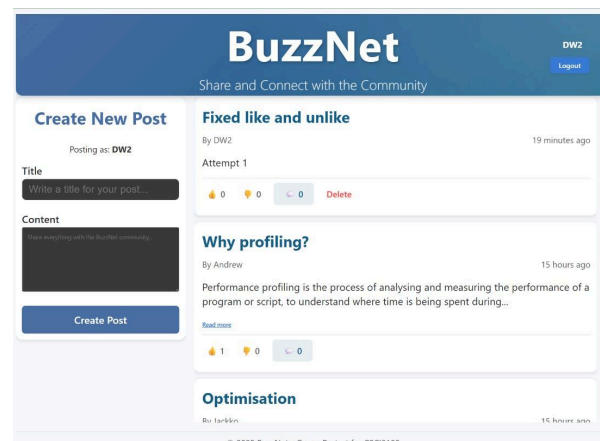 BuzzNet
Share and Connect with the Community
DW2
Logout
Create New Post
Posting as: DW2
Title
Write a title for your post...
Content
Share everything with the BuzzNet community...
Create Post
Fixed like and unlike
By DW2
19 minutes ago
Attempt 1
0
0
0
Delete
Why profiling?
By Andrew
15 hours ago
Performance profiling is the process of analysing and measuring the performance of a
program or script, to understand where time is being spent during...
Read more
1
0
0
Optimisation
By Jackko
15 hours ago